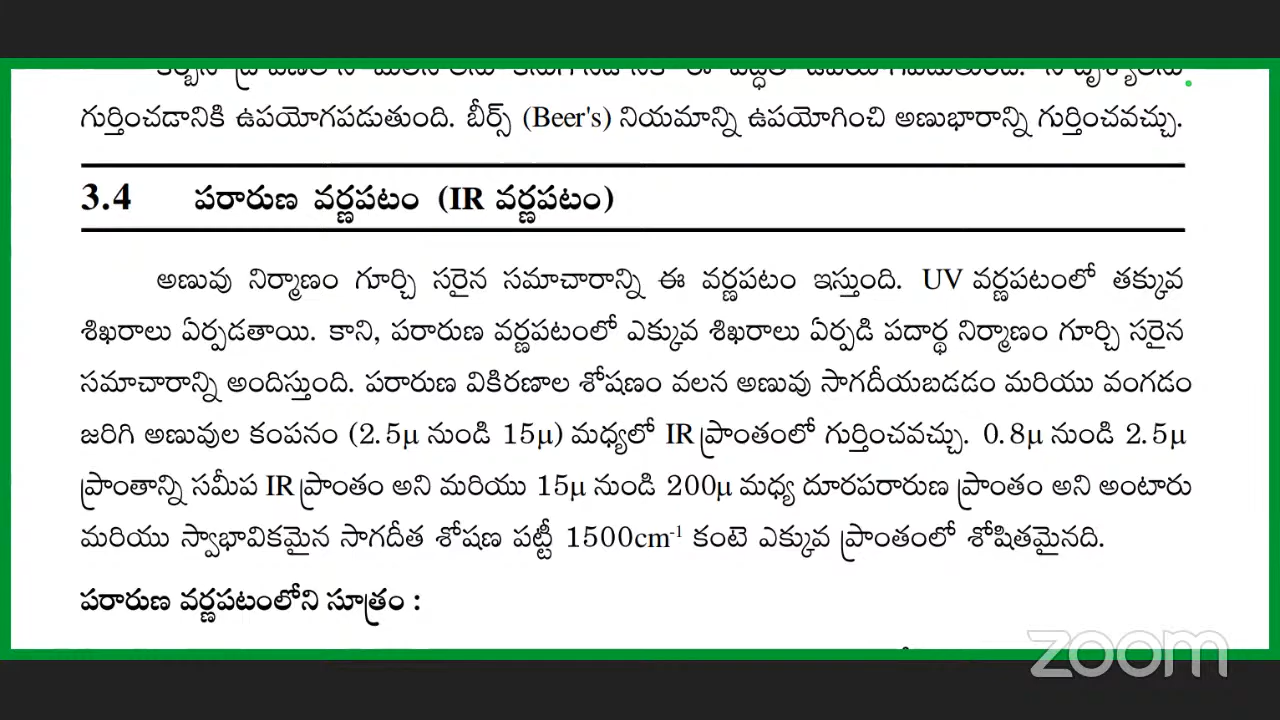 గుర్తించడానికి ఉపయోగపడుతుంది. బీర్స్ (Beer's) నియమాన్ని ఉపయోగించి అణుభారాన్ని గుర్తించవచ్చు.
3.4 పరారుణ వర్ణపటం (IR వర్ణపటం)
అణువు నిర్మాణం గూర్చి సరైన సమాచారాన్ని ఈ వర్ణపటం ఇస్తుంది. UV వర్ణపటంలో తక్కువ
శిఖరాలు ఏర్పడతాయి. కాని, పరారుణ వర్ణపటంలో ఎక్కువ శిఖరాలు ఏర్పడి పదార్థ నిర్మాణం గూర్చి సరైన
సమాచారాన్ని అందిస్తుంది. పరారుణ వికిరణాల శోషణం వలన అణువు సాగదీయబడడం మరియు వంగడం
జరిగి అణువుల కంపనం (2.5μ నుండి 15μ) మధ్యలో IR ప్రాంతంలో గుర్తించవచ్చు. 0.8μ నుండి 2.5μ
ప్రాంతాన్ని సమీప IR ప్రాంతం అని మరియు 15μ నుండి 200μ మధ్య దూరపరారుణ ప్రాంతం అని అంటారు
మరియు స్వాభావికమైన సాగదీత శోషణ పట్టీ 1500cm⁻¹ కంటె ఎక్కువ ప్రాంతంలో శోషితమైనది.
పరారుణ వర్ణపటంలోని సూత్రం :
zoom